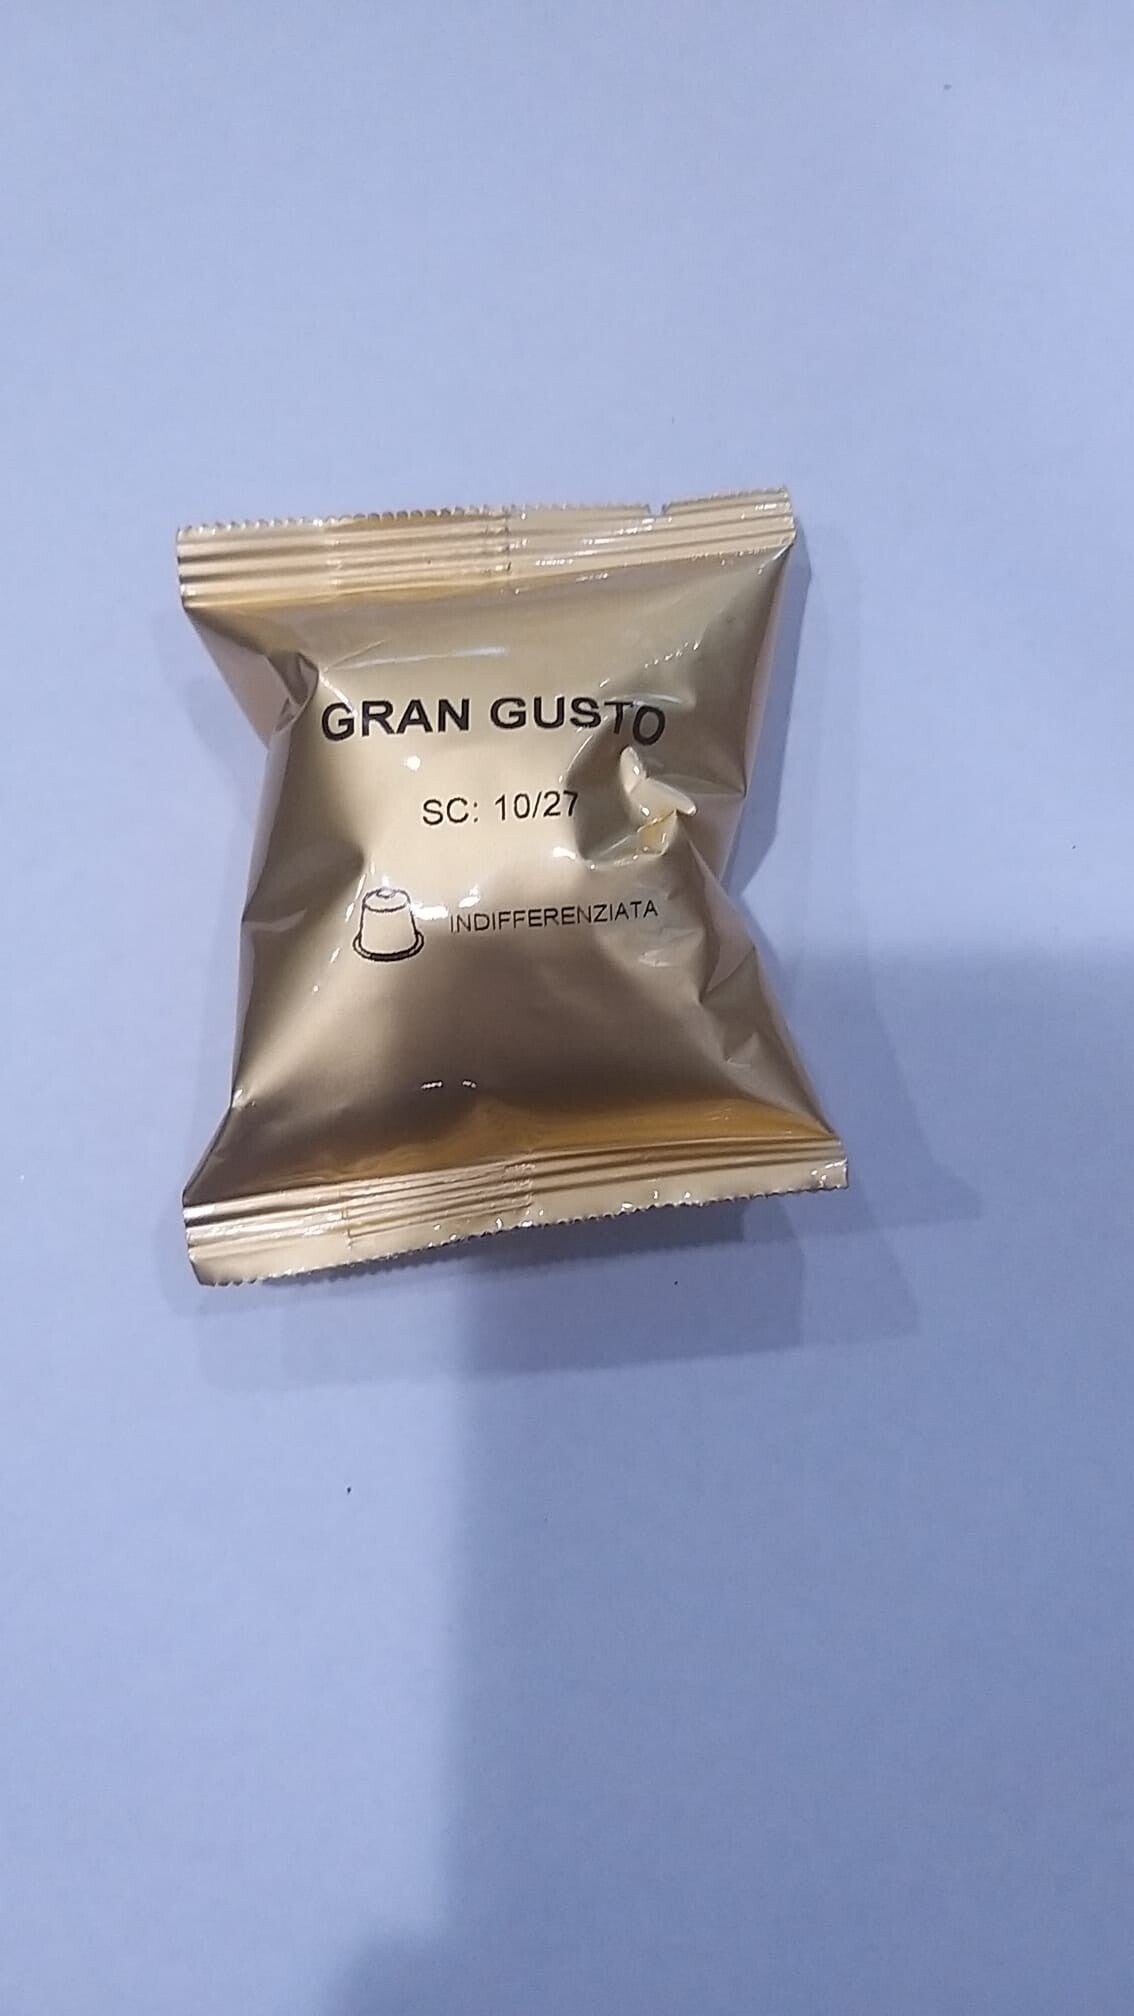 GRAN GUSTO
SC: 10/27
INDIFFERENZIATA